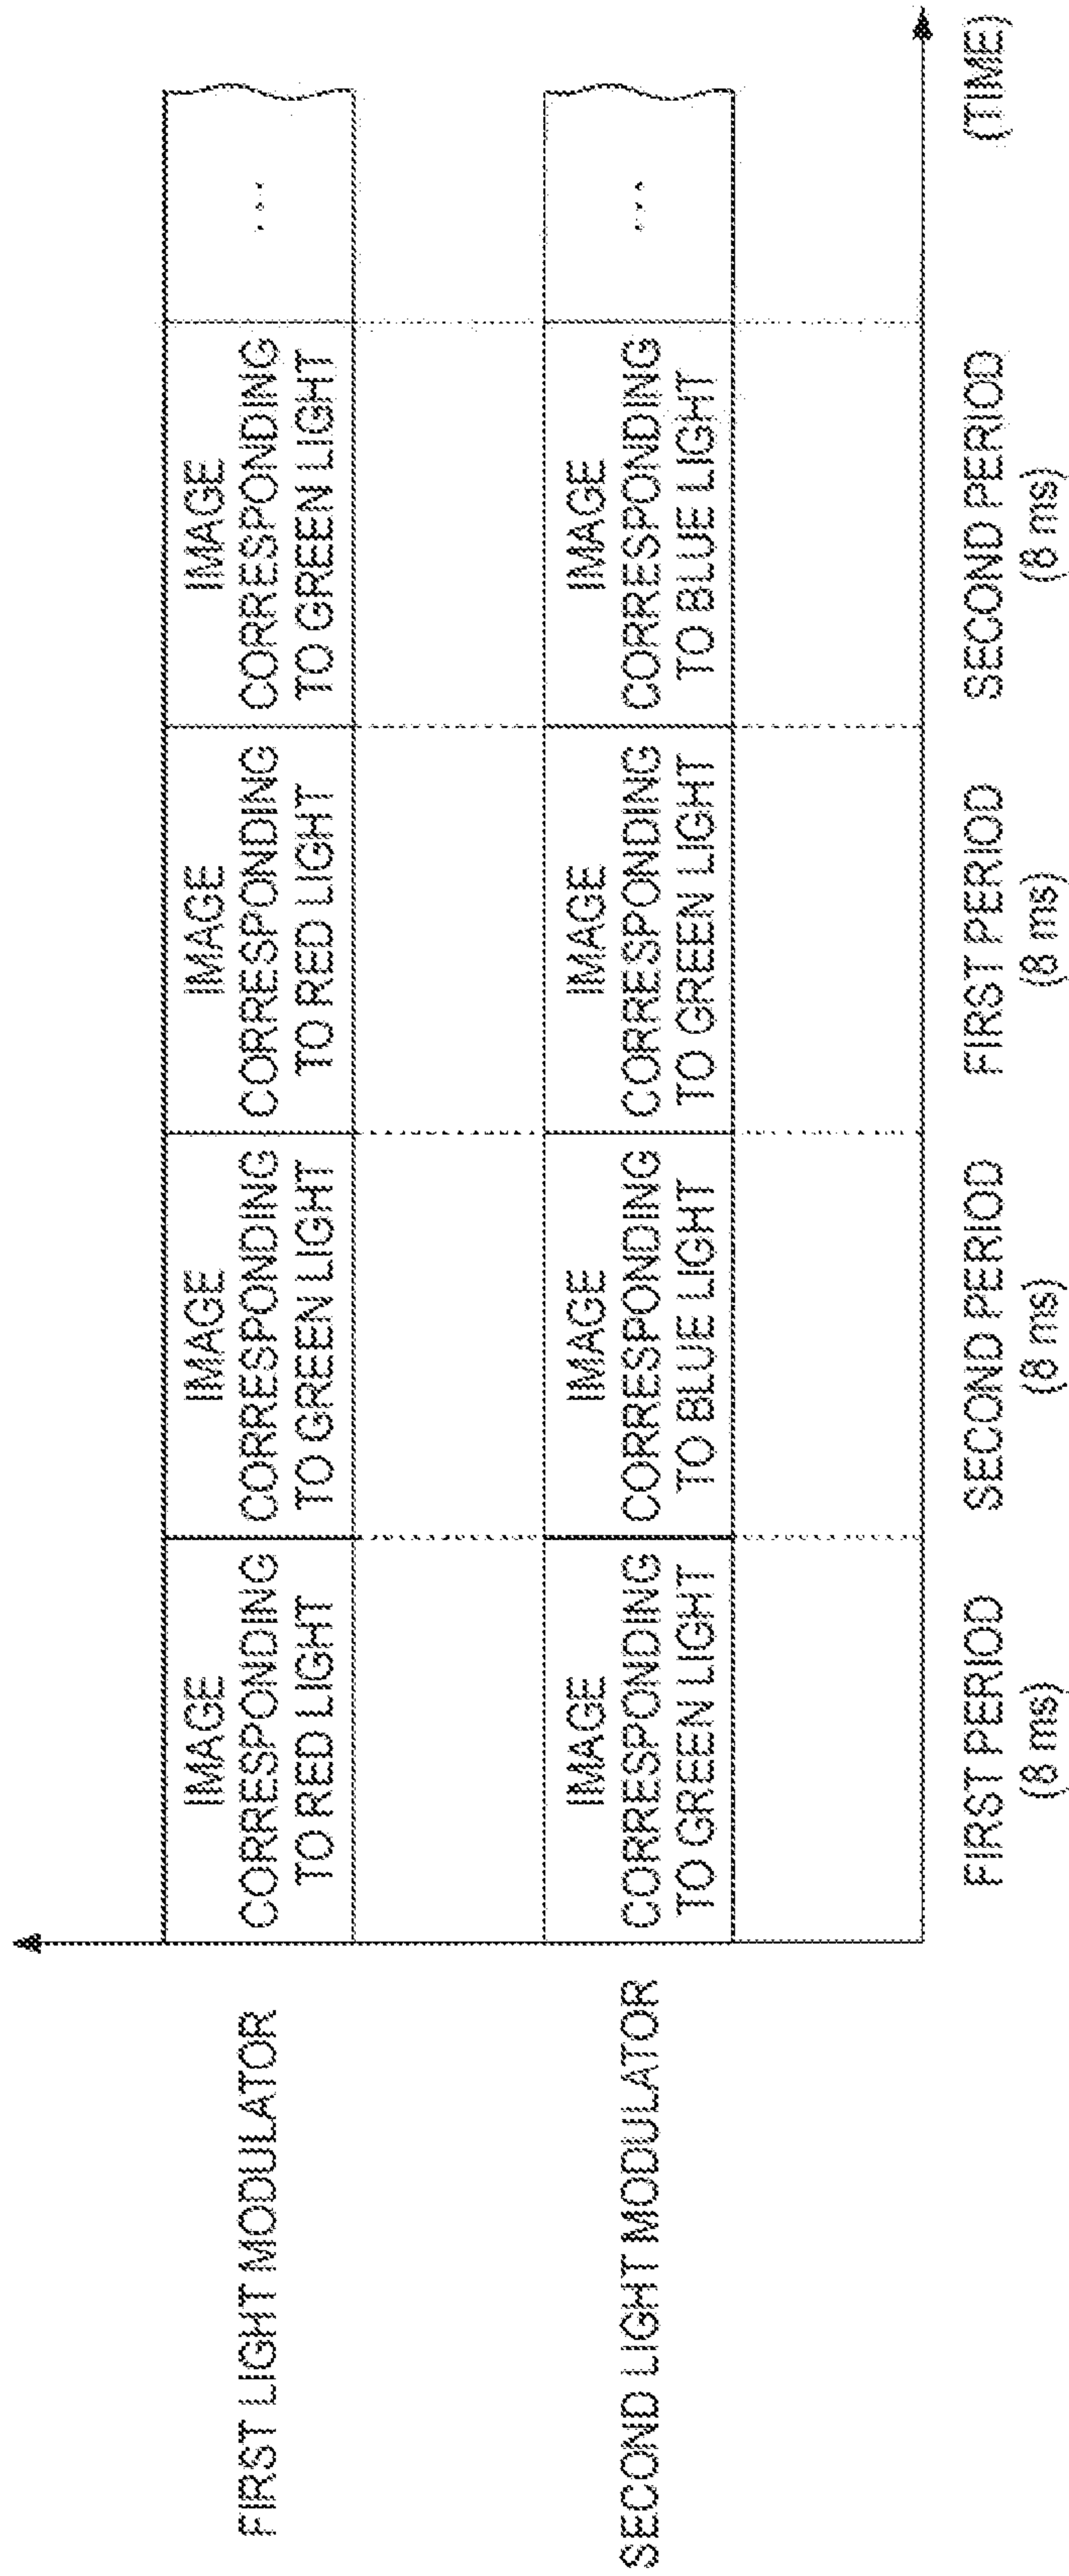 FIRST LIGHT MODULATOR
IMAGE
CORRESPONDING
TO RED LIGHT
IMAGE
CORRESPONDING
TO GREEN LIGHT
IMAGE
CORRESPONDING
TO RED LIGHT
IMAGE
CORRESPONDING
TO GREEN LIGHT
...
SECOND LIGHT MODULATOR
IMAGE
CORRESPONDING
TO GREEN LIGHT
IMAGE
CORRESPONDING
TO BLUE LIGHT
IMAGE
CORRESPONDING
TO GREEN LIGHT
IMAGE
CORRESPONDING
TO BLUE LIGHT
...
FIRST PERIOD
(8 ms)
SECOND PERIOD
(8 ms)
FIRST PERIOD
(8 ms)
SECOND PERIOD
(8 ms)
(TIME)